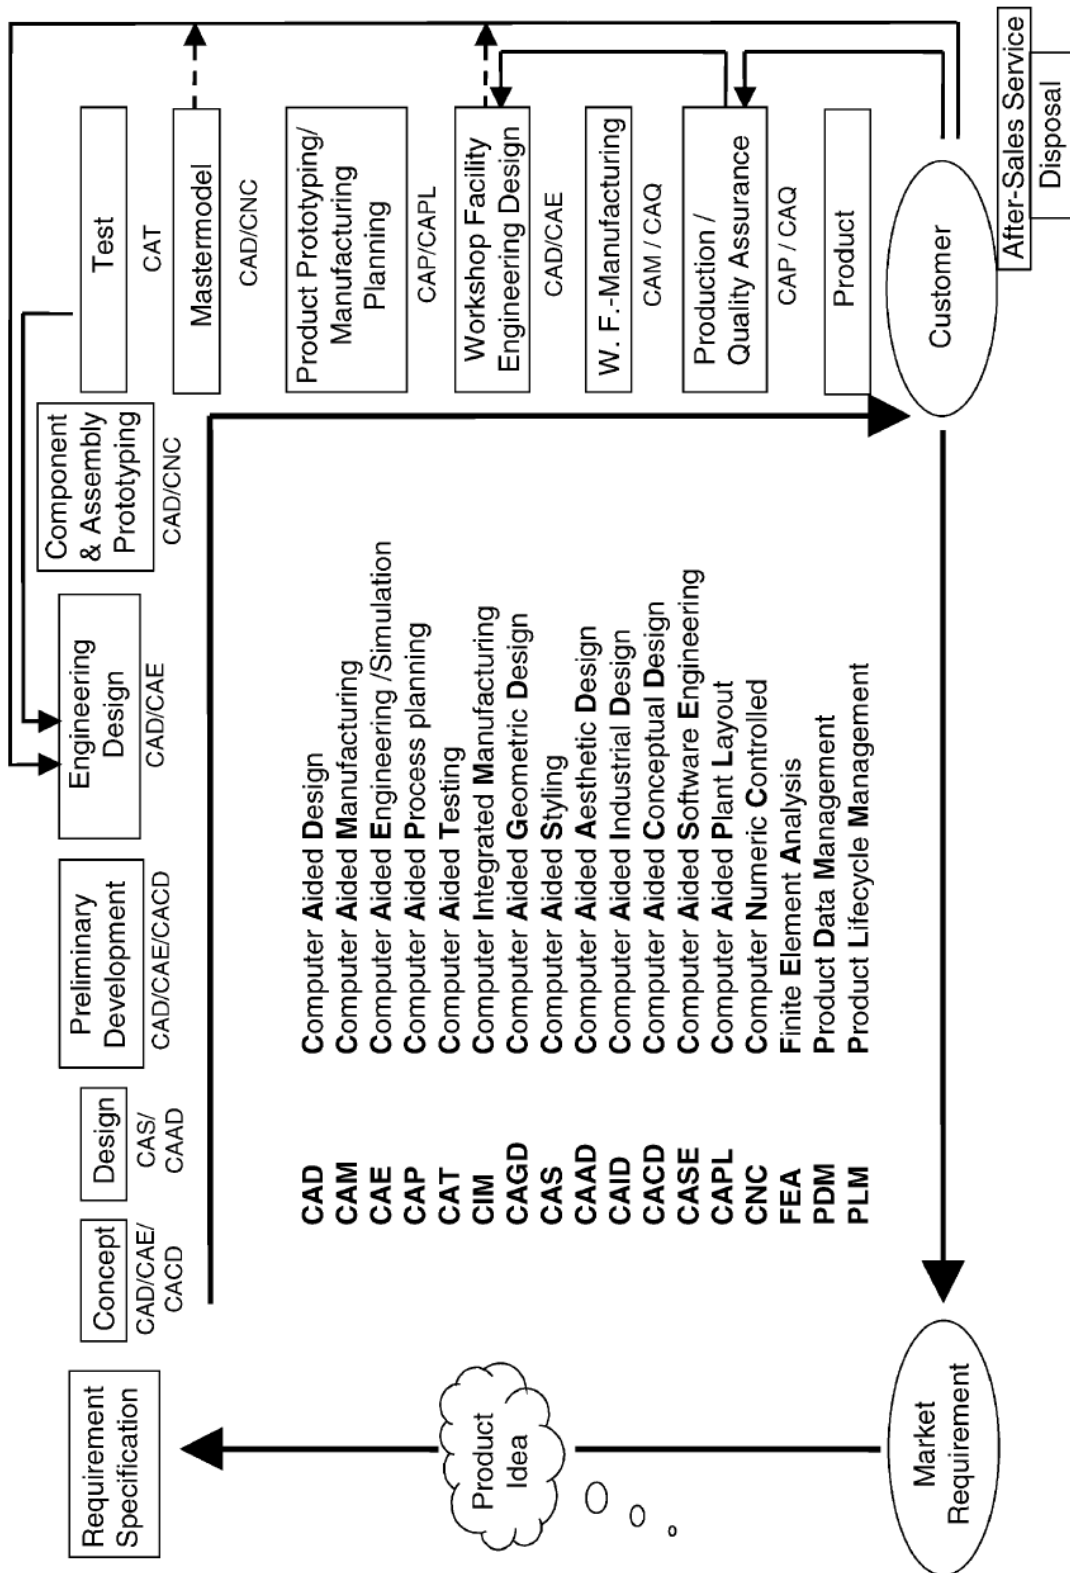 Requirement
Specification
Concept
CAD/CAE/
CACD
Design
CAS/
CAAD
Preliminary
Development
CAD/CAE/CACD
Engineering
Design
CAD/CAE
Component
& Assembly
Prototyping
CAD/CNC
Test
CAT
Mastermodel
CAD/CNC
Product Prototyping/
Manufacturing
Planning
CAP/CAPL
Workshop Facility
Engineering Design
CAD/CAE
W. F.-Manufacturing
CAM / CAQ
Production /
Quality Assurance
CAP / CAQ
Product
Customer
After-Sales Service
Disposal
Market
Requirement
Product
Idea
CAD Computer Aided Design
CAM Computer Aided Manufacturing
CAE Computer Aided Engineering /Simulation
CAP Computer Aided Process planning
CAT Computer Aided Testing
CIM Computer Integrated Manufacturing
CAGD Computer Aided Geometric Design
CAS Computer Aided Styling
CAAD Computer Aided Aesthetic Design
CAID Computer Aided Industrial Design
CACD Computer Aided Conceptual Design
CASE Computer Aided Software Engineering
CAPL Computer Aided Plant Layout
CNC Computer Numeric Controlled
FEA Finite Element Analysis
PDM Product Data Management
PLM Product Lifecycle Management